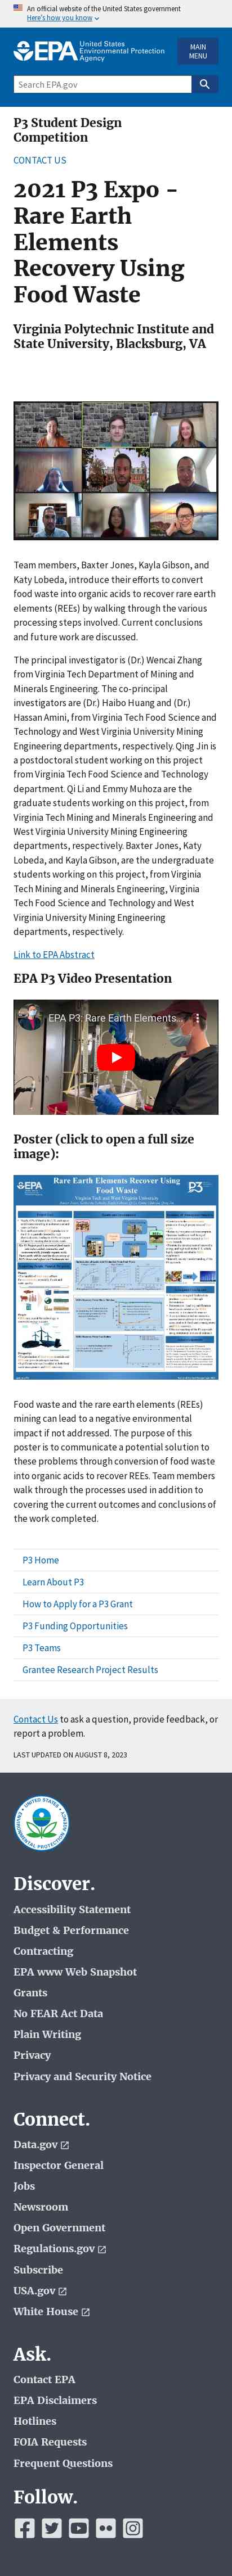 An official website of the United States government
Here's how you know
EPA United States
Environmental Protection
Agency
MAIN
MENU
Search EPA.gov
P3 Student Design
Competition
CONTACT US
2021 P3 Expo -
Rare Earth
Elements
Recovery Using
Food Waste
Virginia Polytechnic Institute and
State University, Blacksburg, VA
Team members, Baxter Jones, Kayla Gibson, and
Katy Lobeda, introduce their efforts to convert
food waste into organic acids to recover rare earth
elements (REEs) by walking through the various
processing steps involved. Current conclusions
and future work are discussed.
The principal investigator is (Dr.) Wencai Zhang
from Virginia Tech Department of Mining and
Minerals Engineering. The co-principal
investigators are (Dr.) Haibo Huang and (Dr.)
Hassan Amini, from Virginia Tech Food Science and
Technology and West Virginia University Mining
Engineering departments, respectively. Qing Jin is
a postdoctoral student working on this project
from Virginia Tech Food Science and Technology
department. Qi Li and Emmy Muhoza are the
graduate students working on this project, from
Virginia Tech Mining and Minerals Engineering and
West Virginia University Mining Engineering
departments, respectively. Baxter Jones, Katy
Lobeda, and Kayla Gibson, are the undergraduate
students working on this project, from Virginia
Tech Mining and Minerals Engineering, Virginia
Tech Food Science and Technology and West
Virginia University Mining Engineering
departments, respectively.
Link to EPA Abstract
EPA P3 Video Presentation
EPA P3: Rare Earth Elements...
Poster (click to open a full size
image):
EPA
Rare Earth Elements Recover Using
Food Waste
P3
Food waste and the rare earth elements (REEs)
mining can lead to a negative environmental
impact if not addressed. The purpose of this
poster is to communicate a potential solution to
these problems through conversion of food waste
into organic acids to recover REEs. Team members
walk through the processes used in addition to
covering the current outcomes and conclusions of
the work completed.
P3 Home
Learn About P3
How to Apply for a P3 Grant
P3 Funding Opportunities
P3 Teams
Grantee Research Project Results
Contact Us to ask a question, provide feedback, or
report a problem.
LAST UPDATED ON AUGUST 8, 2023
Discover.
Accessibility Statement
Budget & Performance
Contracting
EPA www Web Snapshot
Grants
No FEAR Act Data
Plain Writing
Privacy
Privacy and Security Notice
Connect.
Data.gov
Inspector General
Jobs
Newsroom
Open Government
Regulations.gov
Subscribe
USA.gov
White House
Ask.
Contact EPA
EPA Disclaimers
Hotlines
FOIA Requests
Frequent Questions
Follow.